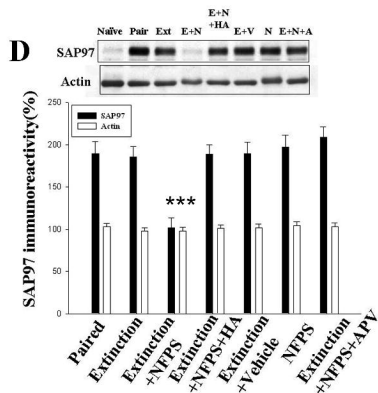 D
Naïve Pair Ext E+N E+N +HA E+V N E+N+A
SAP97
Actin
SAP97 immunoreactivity(%)
250
200
150
100
50
0
SAP97
Actin
***
Paired
Extinction
Extinction
+NFPS
Extinction
+NFPS+HA
Extinction
+Vehicle
NFPS
Extinction
+NFPS+APV